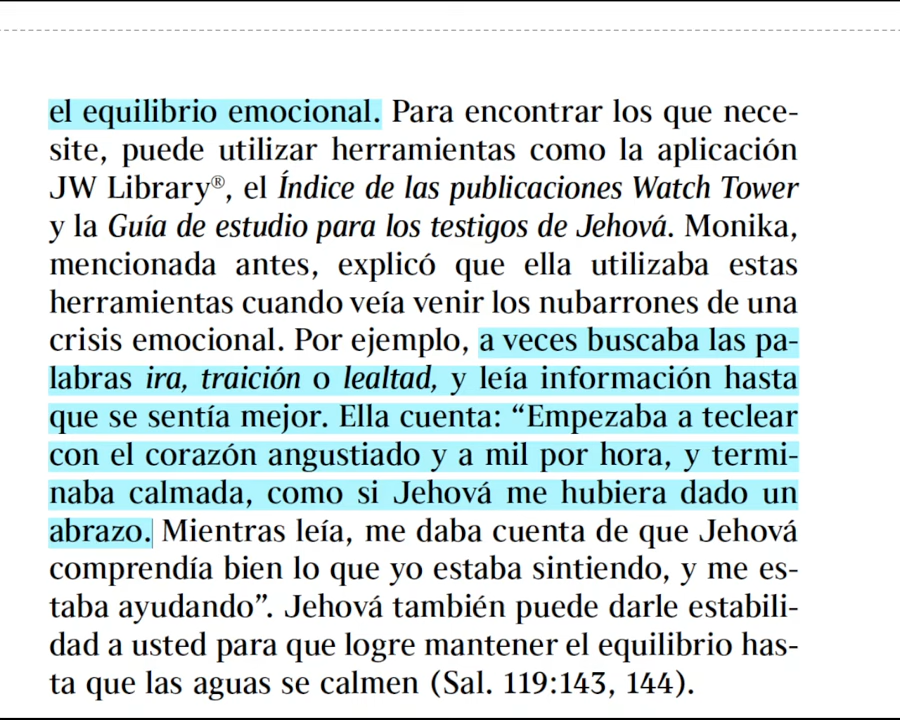 el equilibrio emocional. Para encontrar los que nece-
site, puede utilizar herramientas como la aplicación
JW Library®, el Índice de las publicaciones Watch Tower
y la Guía de estudio para los testigos de Jehová. Monika,
mencionada antes, explicó que ella utilizaba estas
herramientas cuando veía venir los nubarrones de una
crisis emocional. Por ejemplo, a veces buscaba las pa-
labras ira, traición o lealtad, y leía información hasta
que se sentía mejor. Ella cuenta: “Empezaba a teclear
con el corazón angustiado y a mil por hora, y termi-
naba calmada, como si Jehová me hubiera dado un
abrazo. Mientras leía, me daba cuenta de que Jehová
comprendía bien lo que yo estaba sintiendo, y me es-
taba ayudando”. Jehová también puede darle estabili-
dad a usted para que logre mantener el equilibrio has-
ta que las aguas se calmen (Sal. 119:143, 144).